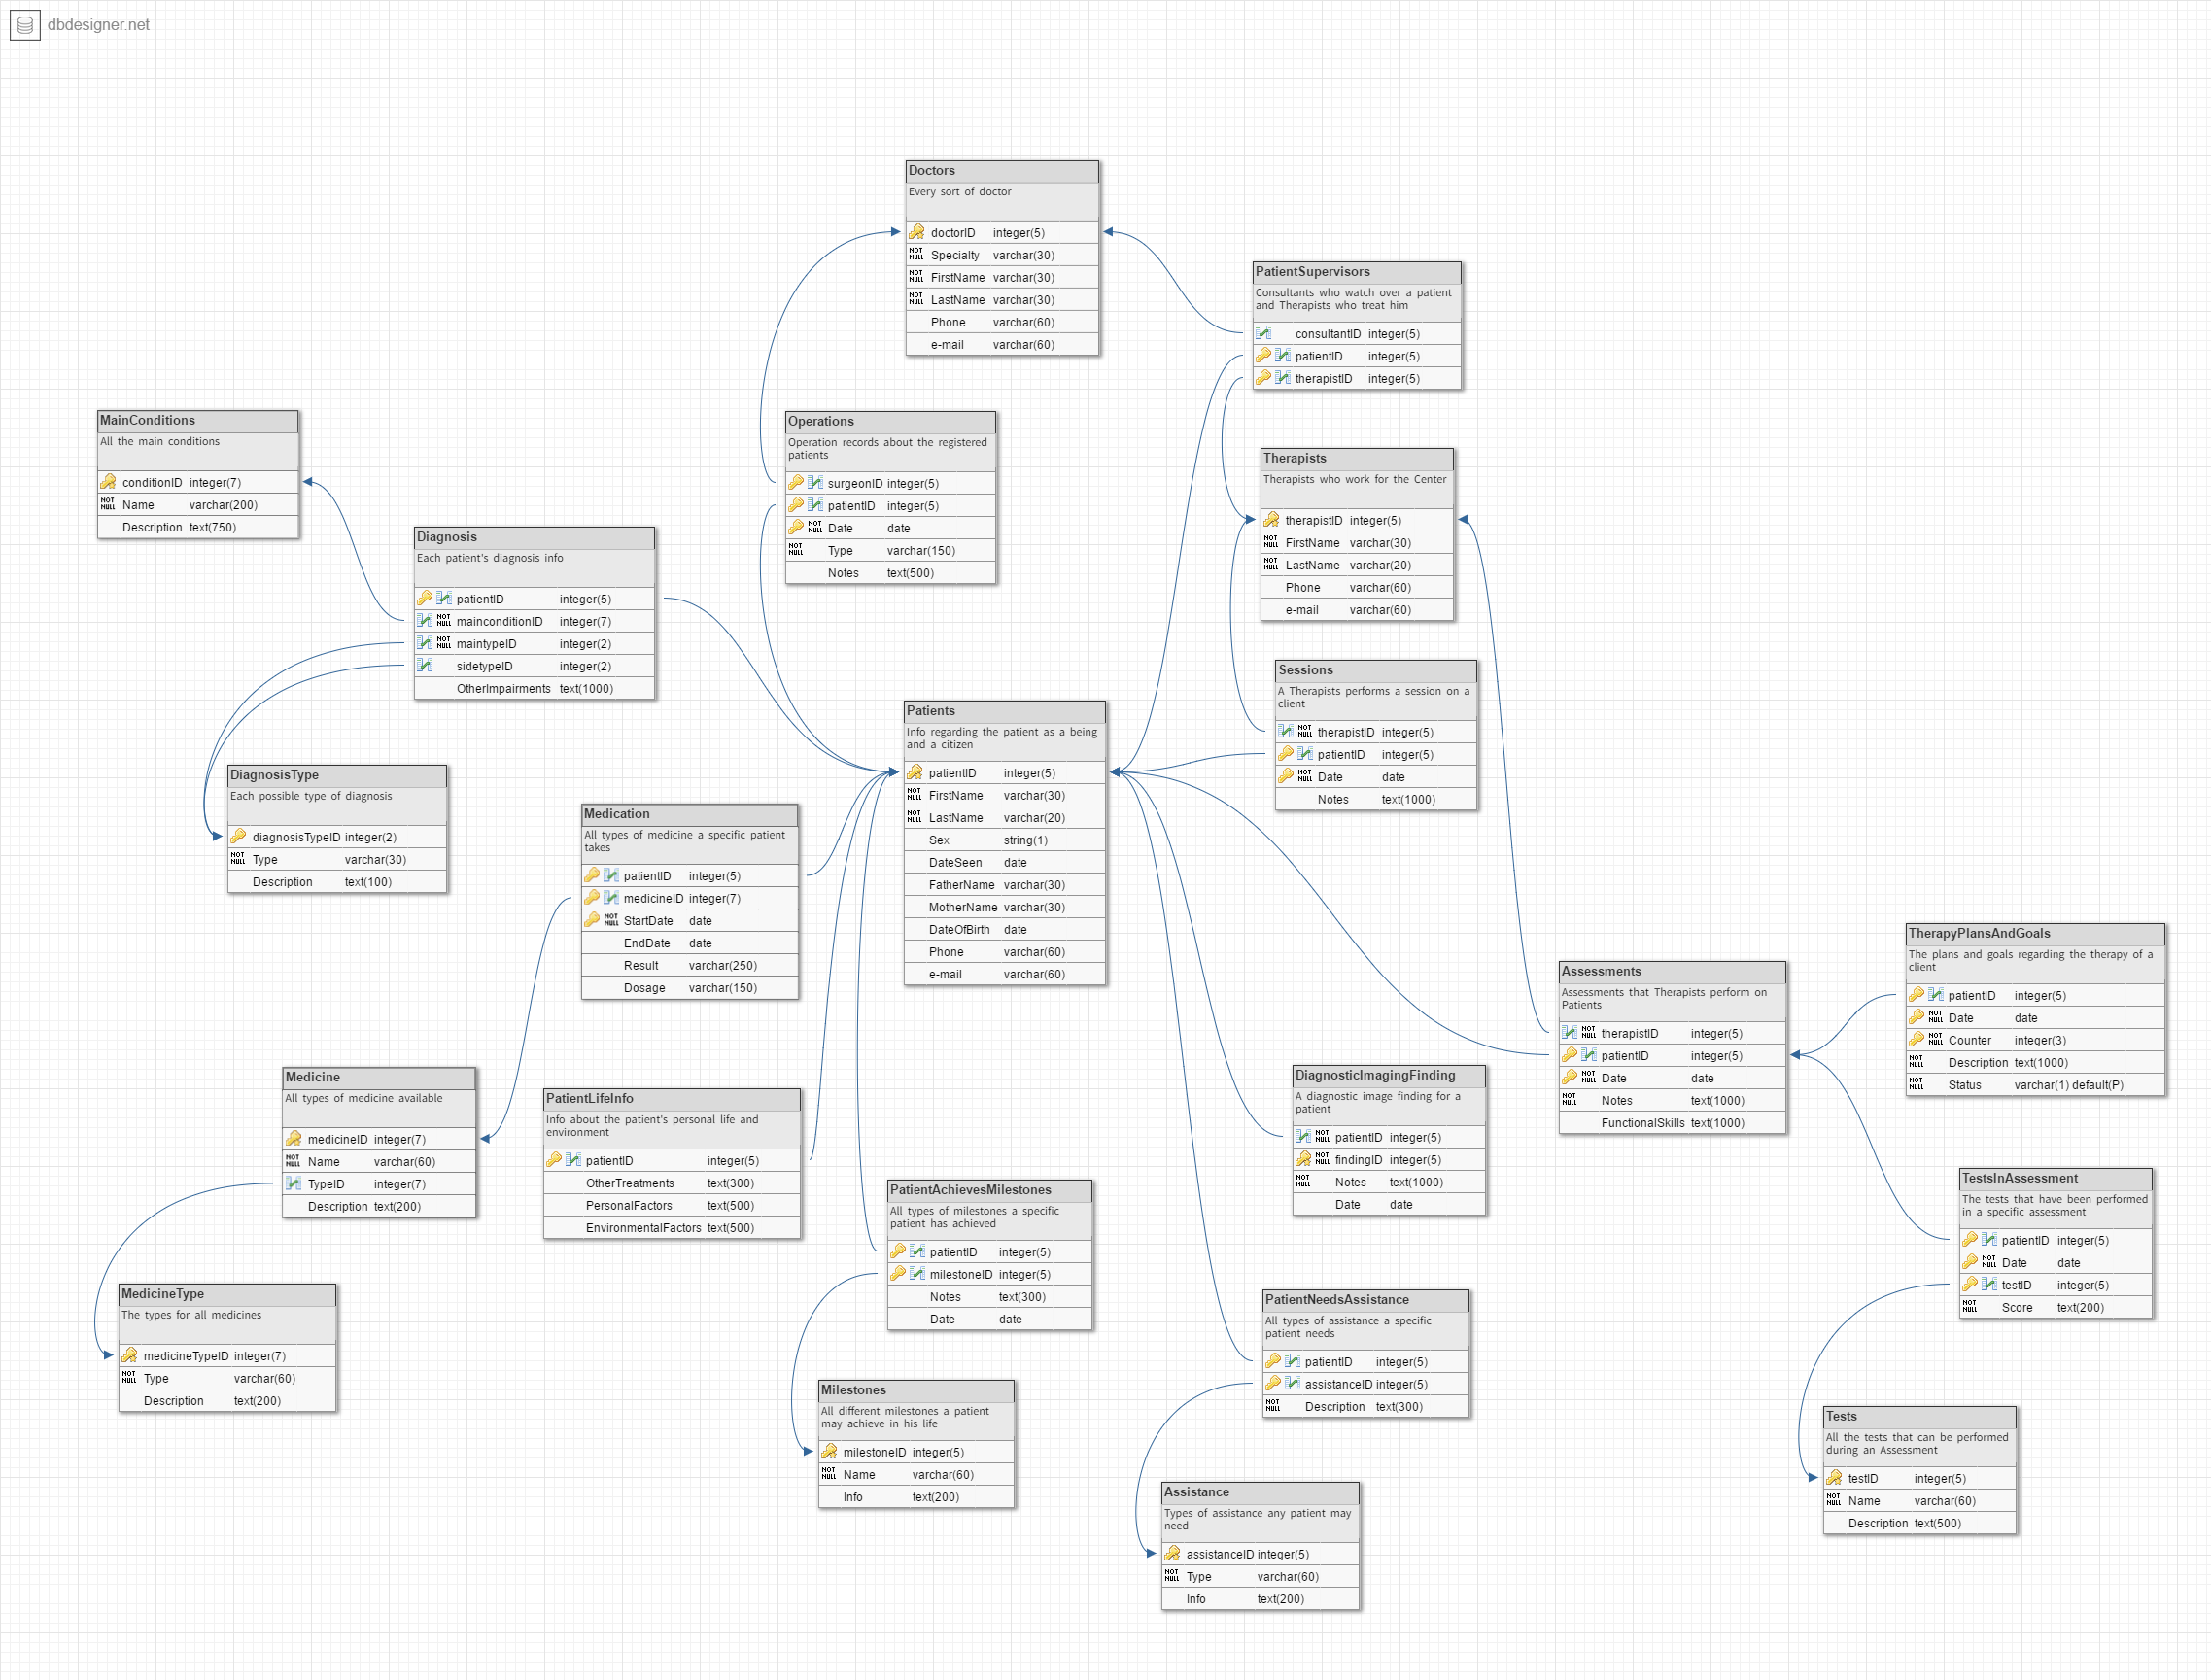 dbdesigner.net
Doctors
Every sort of doctor
doctorID integer(5)
NOT NULL Specialty varchar(30)
NOT NULL FirstName varchar(30)
NOT NULL LastName varchar(30)
Phone varchar(60)
e-mail varchar(60)
PatientSupervisors
Consultants who watch over a patient
and Therapists who treat him
consultantID integer(5)
patientID integer(5)
therapistID integer(5)
MainConditions
All the main conditions
conditionID integer(7)
NOT NULL Name varchar(200)
Description text(750)
Operations
Operation records about the registered
patients
surgeonID integer(5)
patientID integer(5)
NOT NULL Date date
NOT NULL Type varchar(150)
Notes text(500)
Therapists
Therapists who work for the Center
therapistID integer(5)
NOT NULL FirstName varchar(30)
NOT NULL LastName varchar(20)
Phone varchar(60)
e-mail varchar(60)
Diagnosis
Each patient's diagnosis info
patientID integer(5)
NOT NULL mainconditionID integer(7)
NOT NULL maintypeID integer(2)
sidetypeID integer(2)
OtherImpairments text(1000)
Sessions
A Therapists performs a session on a
client
NOT NULL therapistID integer(5)
patientID integer(5)
NOT NULL Date date
Notes text(1000)
Patients
Info regarding the patient as a being
and a citizen
patientID integer(5)
NOT NULL FirstName varchar(30)
NOT NULL LastName varchar(20)
Sex string(1)
DateSeen date
FatherName varchar(30)
MotherName varchar(30)
DateOfBirth date
Phone varchar(60)
e-mail varchar(60)
DiagnosisType
Each possible type of diagnosis
diagnosisTypeID integer(2)
NOT NULL Type varchar(30)
Description text(100)
Medication
All types of medicine a specific patient
takes
patientID integer(5)
medicineID integer(7)
NOT NULL StartDate date
EndDate date
Result varchar(250)
Dosage varchar(150)
TherapyPlansAndGoals
The plans and goals regarding the therapy of a
client
patientID integer(5)
NOT NULL Date date
NOT NULL Counter integer(3)
NOT NULL Description text(1000)
NOT NULL Status varchar(1) default(P)
Assessments
Assessments that Therapists perform on
Patients
NOT NULL therapistID integer(5)
patientID integer(5)
NOT NULL Date date
NOT NULL Notes text(1000)
FunctionalSkills text(1000)
Medicine
All types of medicine available
medicineID integer(7)
NOT NULL Name varchar(60)
TypeID integer(7)
Description text(200)
PatientLifeInfo
Info about the patient's personal life and
environment
patientID integer(5)
OtherTreatments text(300)
PersonalFactors text(500)
EnvironmentalFactors text(500)
DiagnosticImagingFinding
A diagnostic image finding for a
patient
NOT NULL patientID integer(5)
NOT NULL findingID integer(5)
NOT NULL Notes text(1000)
Date date
PatientAchievesMilestones
All types of milestones a specific
patient has achieved
patientID integer(5)
milestoneID integer(5)
Notes text(300)
Date date
TestsInAssessment
The tests that have been performed
in a specific assessment
patientID integer(5)
NOT NULL Date date
testID integer(5)
NOT NULL Score text(200)
MedicineType
The types for all medicines
medicineTypeID integer(7)
NOT NULL Type varchar(60)
Description text(200)
PatientNeedsAssistance
All types of assistance a specific
patient needs
patientID integer(5)
assistanceID integer(5)
NOT NULL Description text(300)
Milestones
All different milestones a patient
may achieve in his life
milestoneID integer(5)
NOT NULL Name varchar(60)
Info text(200)
Tests
All the tests that can be performed
during an Assessment
testID integer(5)
NOT NULL Name varchar(60)
Description text(500)
Assistance
Types of assistance any patient may
need
assistanceID integer(5)
NOT NULL Type varchar(60)
Info text(200)